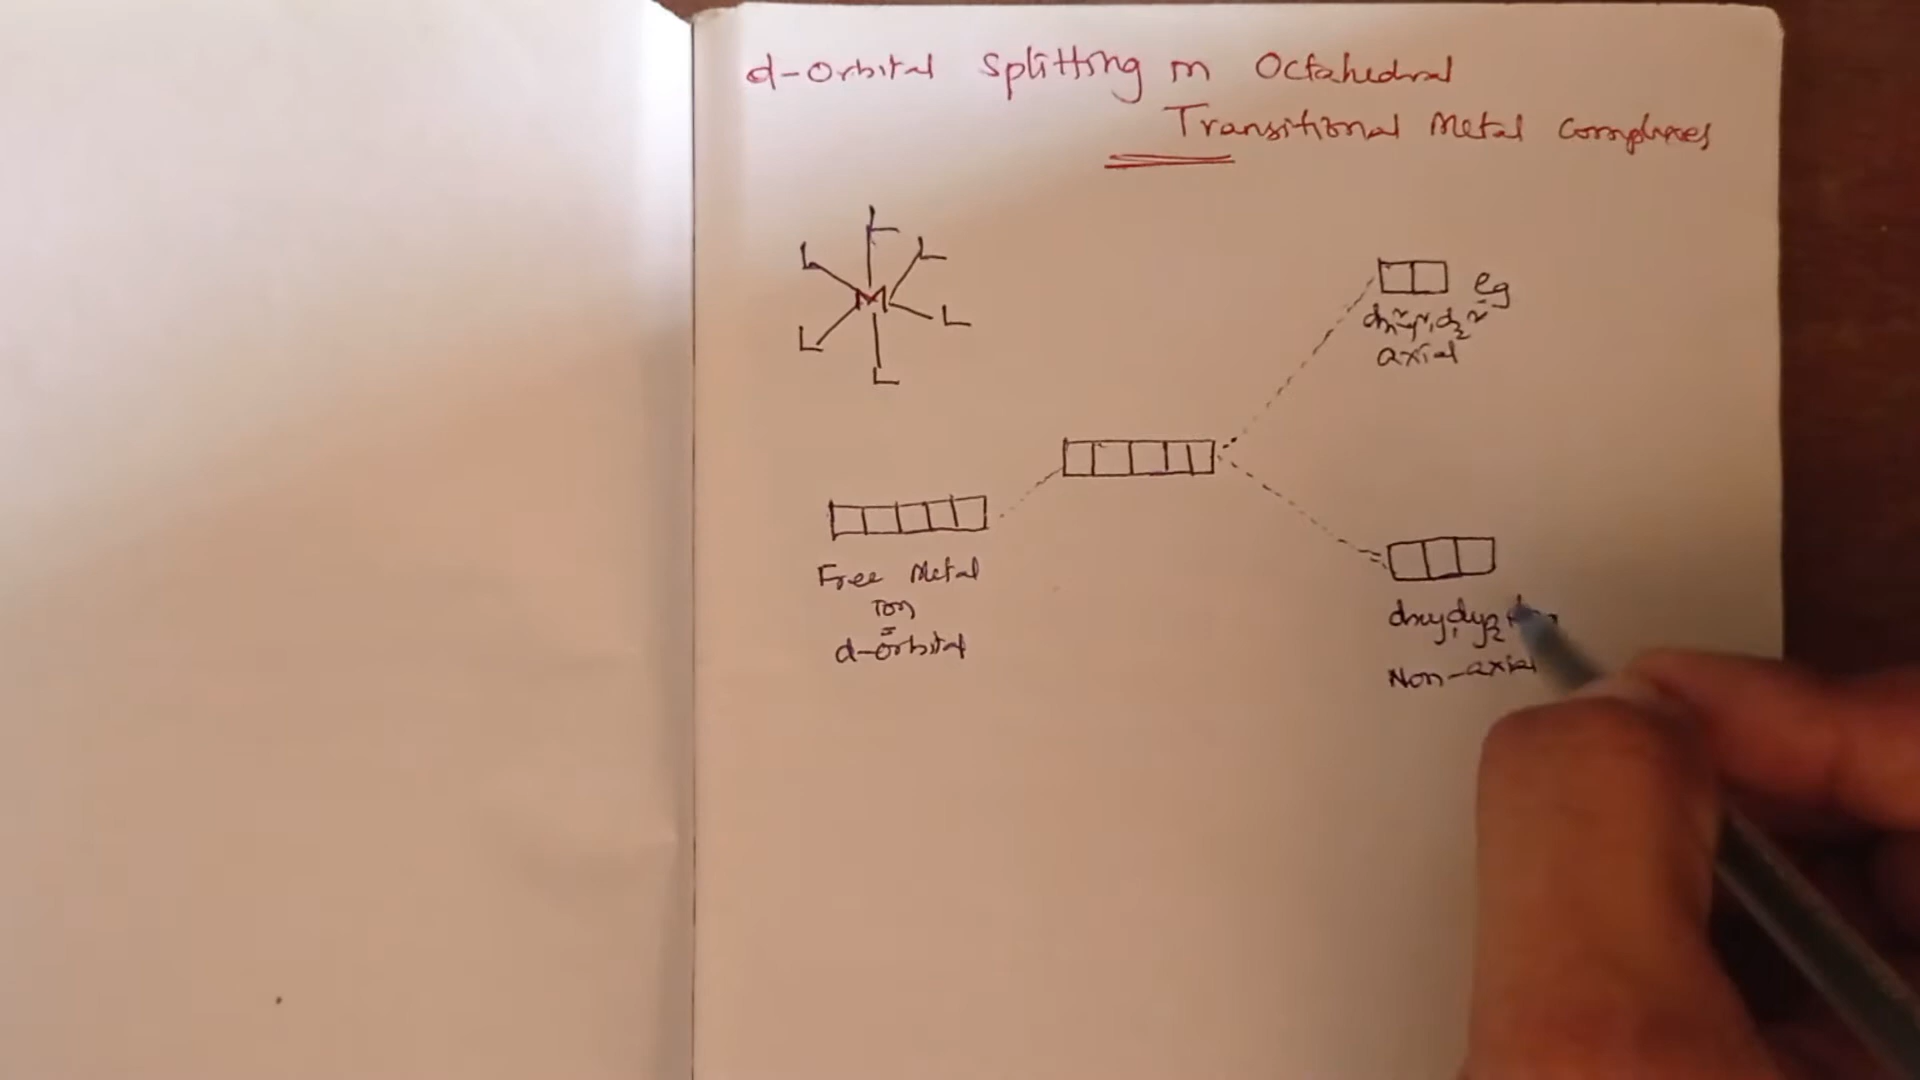 d-orbital splitting in Octahedral
Transitional Metal Complexes
L
L
L
M
L
L
L
eg
dx²-y², dz²
axial
Free Metal
Ion
d-orbital
dxy, dyz
Non-axial